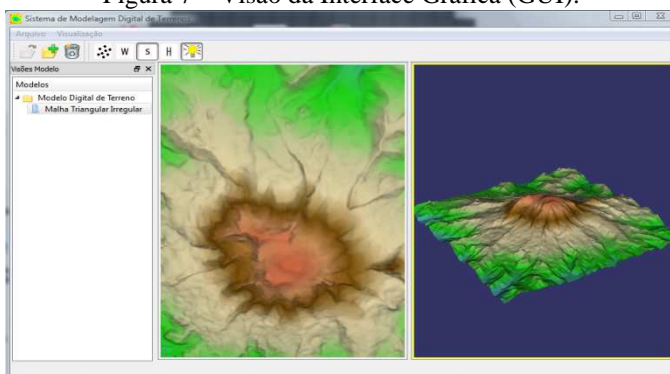 Figura 7 – Visão da Interface Gráfica (GUI).
Sistema de Modelagem Digital de Terrenos
Arquivo Visualização
W S H
Visões Modelo
Modelos
Modelo Digital de Terreno
Malha Triangular Irregular